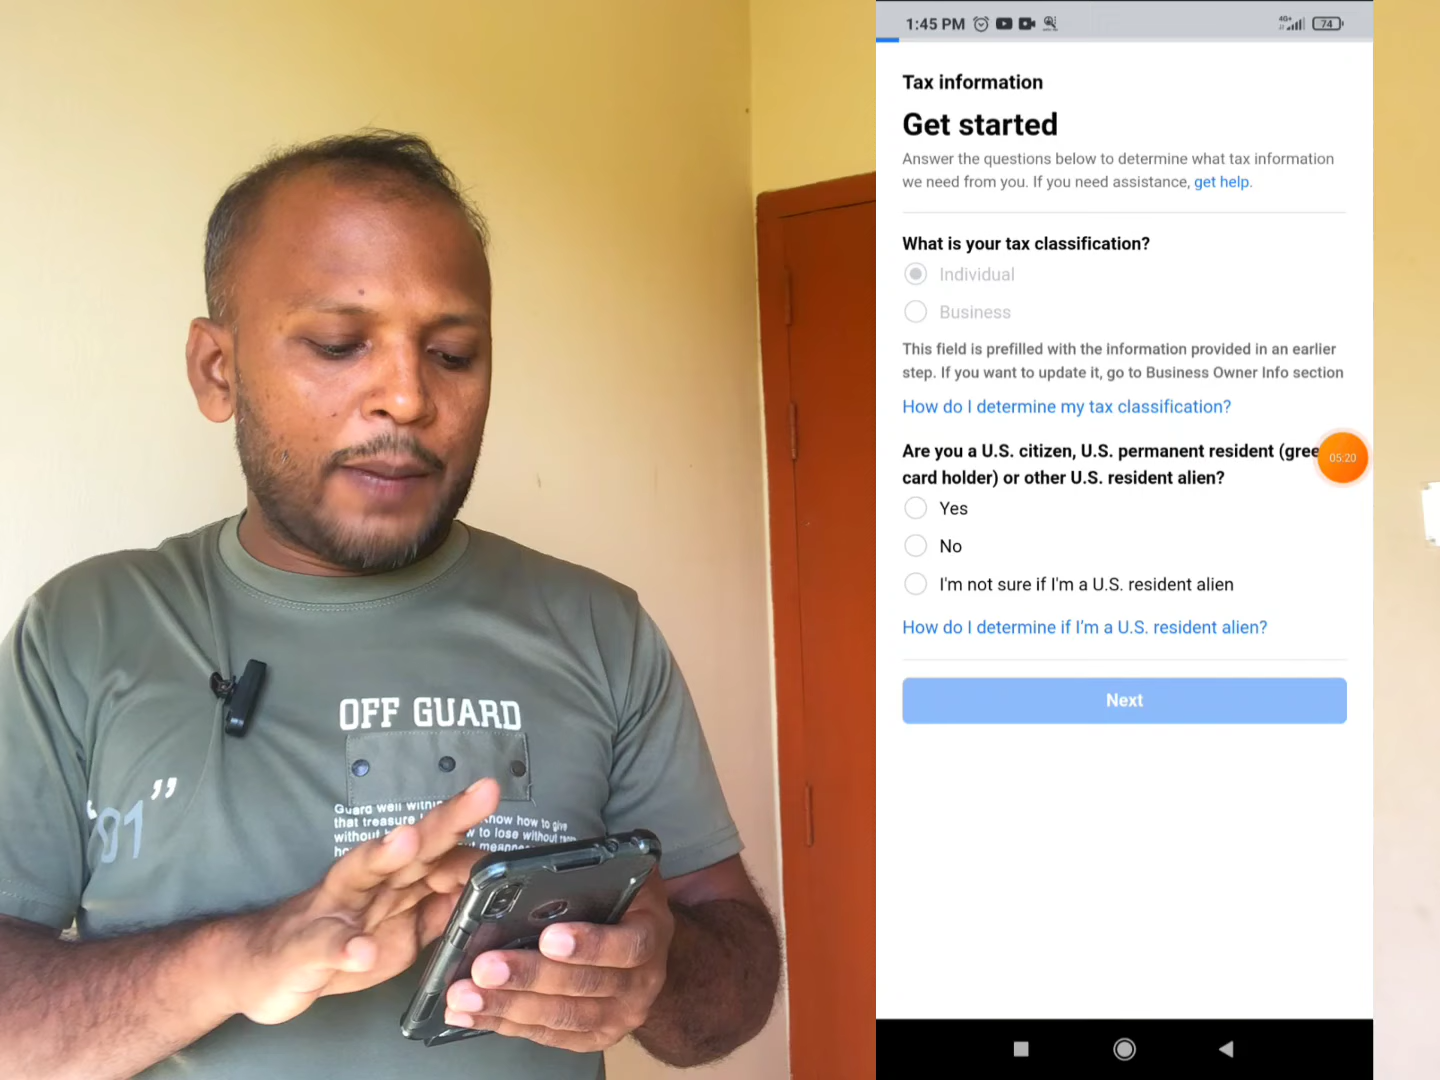 1:45 PM
4G+
74
Tax information
Get started
Answer the questions below to determine what tax information
we need from you. If you need assistance, get help.
What is your tax classification?
Individual
Business
This field is prefilled with the information provided in an earlier
step. If you want to update it, go to Business Owner Info section
How do I determine my tax classification?
Are you a U.S. citizen, U.S. permanent resident (gree
card holder) or other U.S. resident alien?
05:20
Yes
No
I'm not sure if I'm a U.S. resident alien
How do I determine if I'm a U.S. resident alien?
Next
OFF GUARD
"81"
Guard well within
that treasure know how to give
without how to lose without